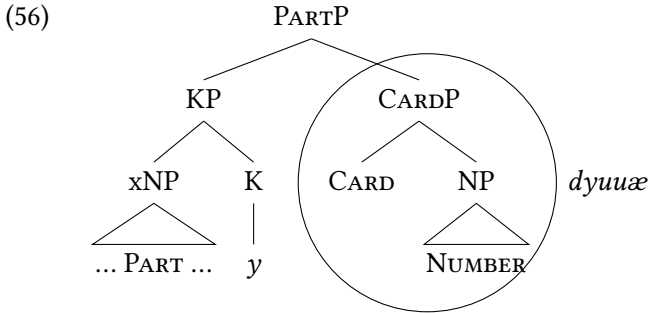 (56) PARTP
KP CARDP
xNP K CARD NP dyuuæ
... PART ... y NUMBER